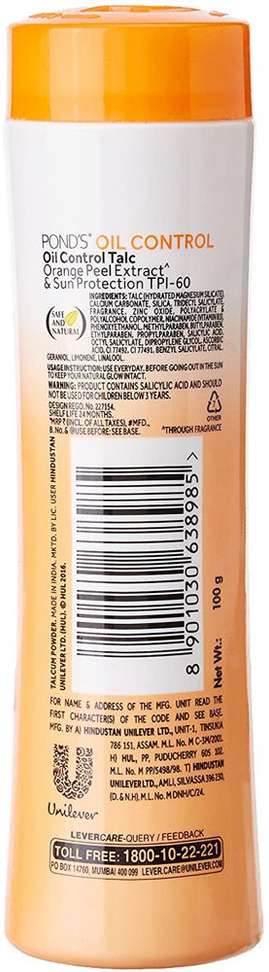 POND'S® OIL CONTROL
Oil Control Talc
Orange Peel Extract^
& Sun Protection TPI-60
SAFE AND NATURAL
INGREDIENTS: TALC (HYDRATED MAGNESIUM SILICATE),
CALCIUM CARBONATE, SILICA, TRIDECYL SALICYLATE,
FRAGRANCE, ZINC OXIDE, POLYACRYLATE &
POLYALCOHOL COPOLYMER, NIACINAMIDE (VITAMIN B3),
PHENOXYETHANOL, METHYLPARABEN, BUTYLPARABEN,
ETHYLPARABEN, PROPYLPARABEN, SALICYLIC ACID,
OCTYL SALICYLATE, DIPROPYLENE GLYCOL, ASCORBIC
ACID, CI 17492, CI 77491, BENZYL SALICYLATE, CITRAL,
GERANIOL, LIMONENE, LINALOOL.
USAGE INSTRUCTION: USE EVERYDAY, BEFORE GOING OUT IN THE SUN
TO KEEP YOUR NATURAL GLOW INTACT.
WARNING: PRODUCT CONTAINS SALICYLIC ACID AND SHOULD
NOT BE USED FOR CHILDREN BELOW 3 YEARS.
DESIGN REGD. No. 227154.
SHELF LIFE 24 MONTHS.
*MRP ₹ (INCL. OF ALL TAXES), #MFD.,
B. No. & @USE BEFORE: SEE BASE.
7
OTHER
^THROUGH FRAGRANCE
TALCUM POWDER. MADE IN INDIA. MKTD. BY LIC. USER HINDUSTAN
UNILEVER LTD. (HUL). © HUL 2016.
8 901030 638985 >
Net Wt.: 100 g
FOR NAME & ADDRESS OF THE MFG. UNIT READ THE
FIRST CHARACTER(S) OF THE CODE AND SEE BASE.
MFG. BY A) HINDUSTAN UNILEVER LTD., UNIT-1, TINSUKIA
786 151, ASSAM. M.L. No. M C-3M/2001.
H) HUL, PP, PUDUCHERRY 605 102.
M.L. No. PP/5498/98. T) HINDUSTAN
UNILEVER LTD., AMLI, SILVASSA 396 230,
(D. & N.H.) M.L. No. M DNH/C/24.
Unilever
LEVERCARE-QUERY / FEEDBACK
TOLL FREE: 1800-10-22-221
PO BOX 14760, MUMBAI 400 099 LEVER.CARE@UNILEVER.COM